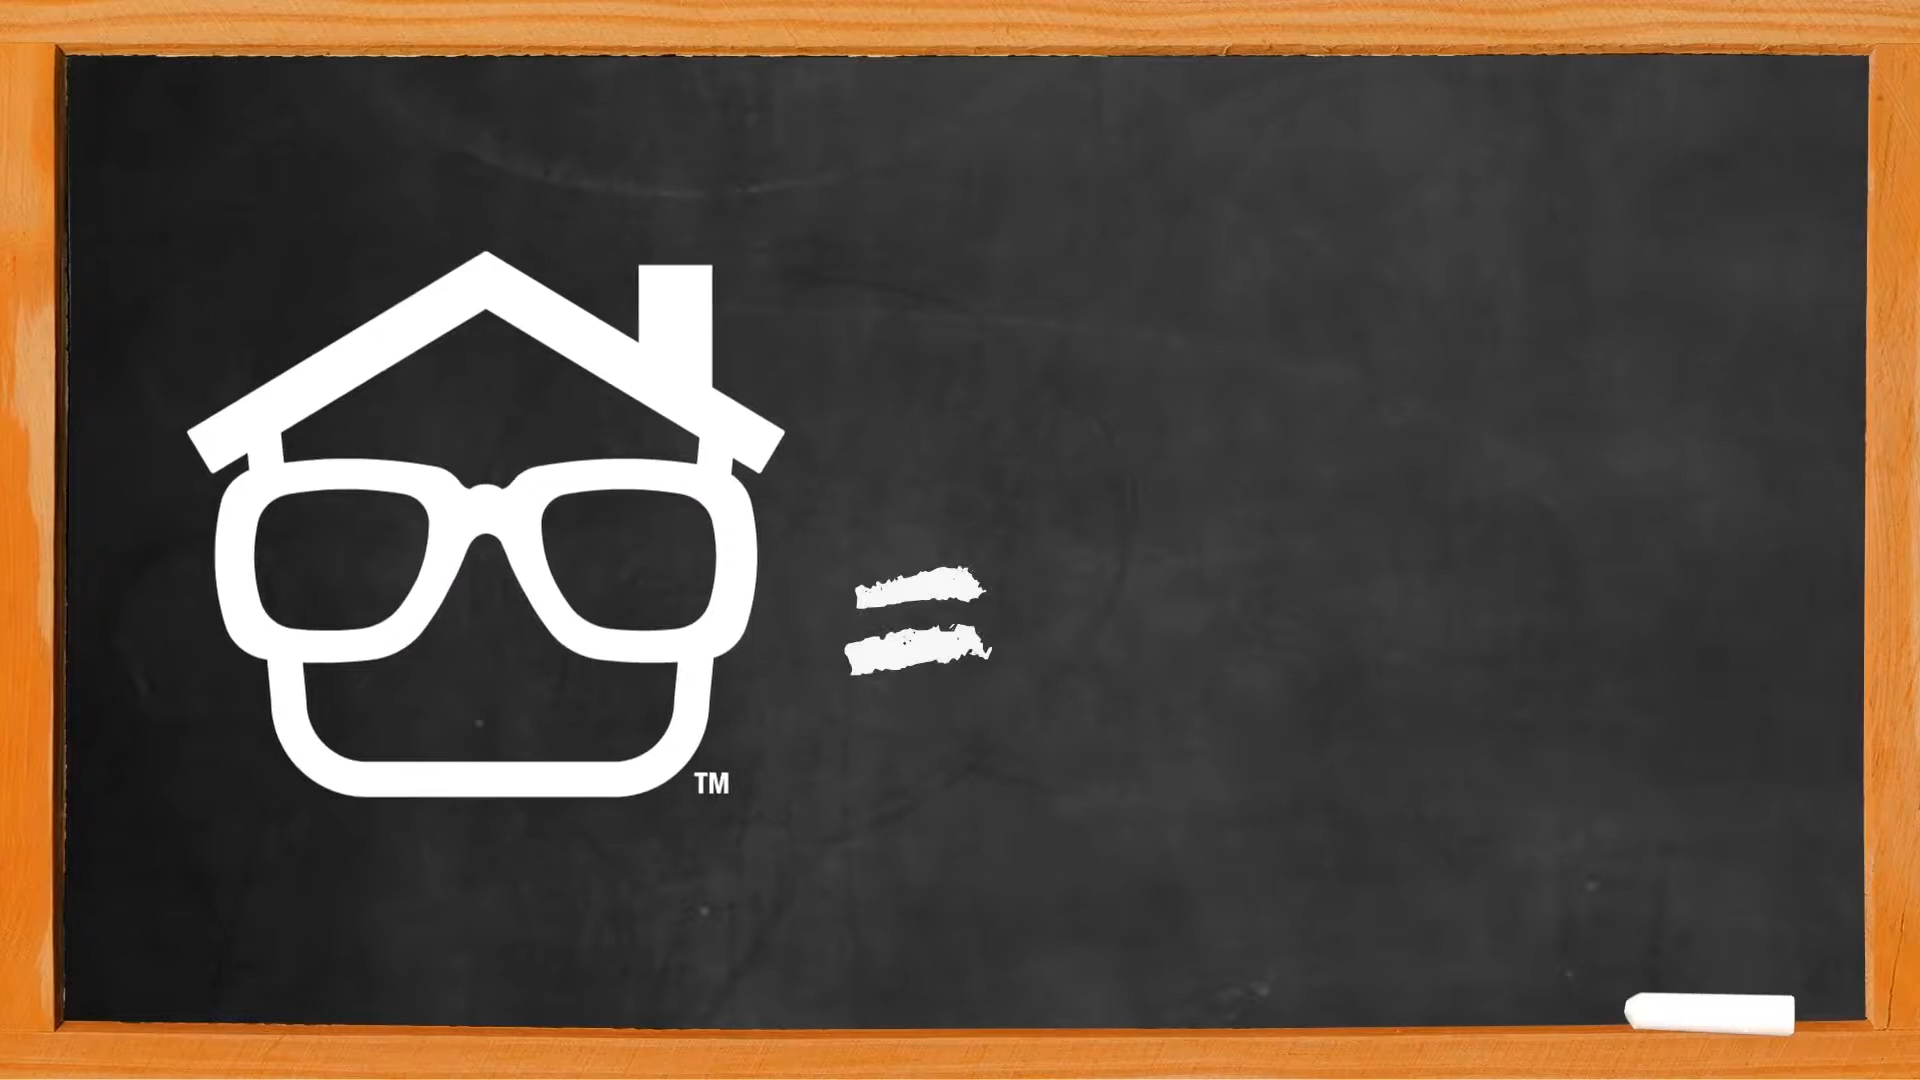 TM
=